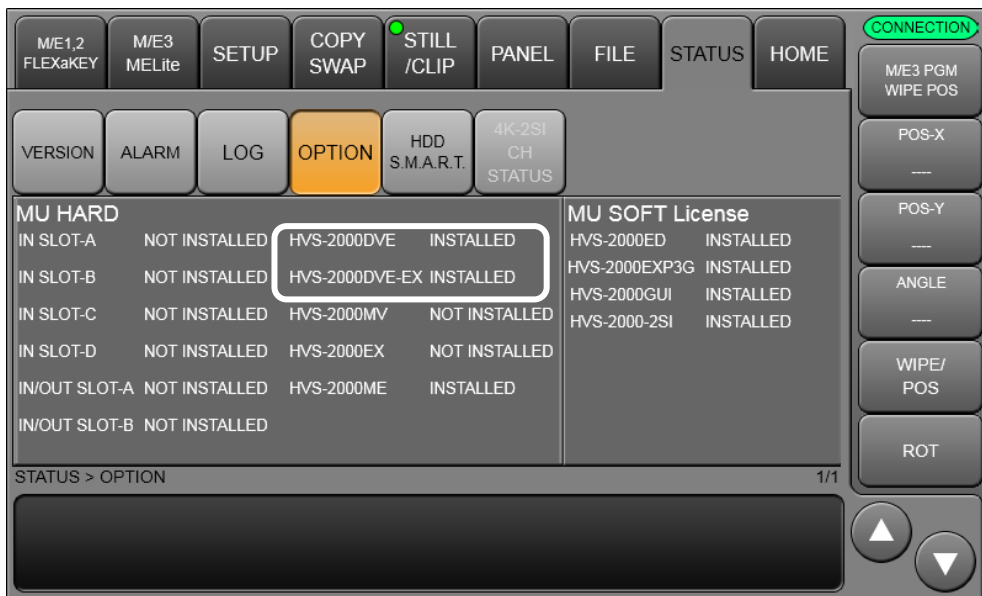 M/E1,2
FLEXaKEY
M/E3
MELite
SETUP
COPY
SWAP
STILL
/CLIP
PANEL
FILE
STATUS
HOME
CONNECTION
M/E3 PGM
WIPE POS
VERSION
ALARM
LOG
OPTION
HDD
S.M.A.R.T.
4K-2SI
CH
STATUS
POS-X
----
MU HARD
IN SLOT-A NOT INSTALLED HVS-2000DVE INSTALLED
IN SLOT-B NOT INSTALLED HVS-2000DVE-EX INSTALLED
IN SLOT-C NOT INSTALLED HVS-2000MV NOT INSTALLED
IN SLOT-D NOT INSTALLED HVS-2000EX NOT INSTALLED
IN/OUT SLOT-A NOT INSTALLED HVS-2000ME INSTALLED
IN/OUT SLOT-B NOT INSTALLED
MU SOFT License
HVS-2000ED INSTALLED
HVS-2000EXP3G INSTALLED
HVS-2000GUI INSTALLED
HVS-2000-2SI INSTALLED
POS-Y
----
ANGLE
----
WIPE/
POS
ROT
STATUS > OPTION 1/1